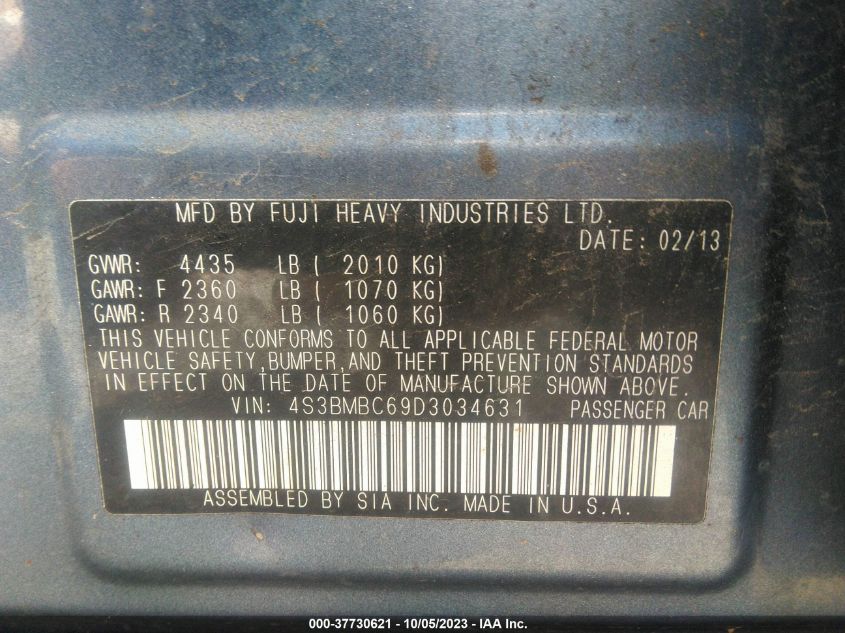 MFD BY FUJI HEAVY INDUSTRIES LTD.
DATE: 02/13
GVWR: 4435 LB ( 2010 KG)
GAWR: F 2360 LB ( 1070 KG)
GAWR: R 2340 LB ( 1060 KG)
THIS VEHICLE CONFORMS TO ALL APPLICABLE FEDERAL MOTOR
VEHICLE SAFETY,BUMPER,AND THEFT PREVENTION STANDARDS
IN EFFECT ON THE DATE OF MANUFACTURE SHOWN ABOVE.
VIN: 4S3BMBC69D3034631 PASSENGER CAR
ASSEMBLED BY SIA INC. MADE IN U.S.A.
000-37730621 - 10/05/2023 - IAA Inc.